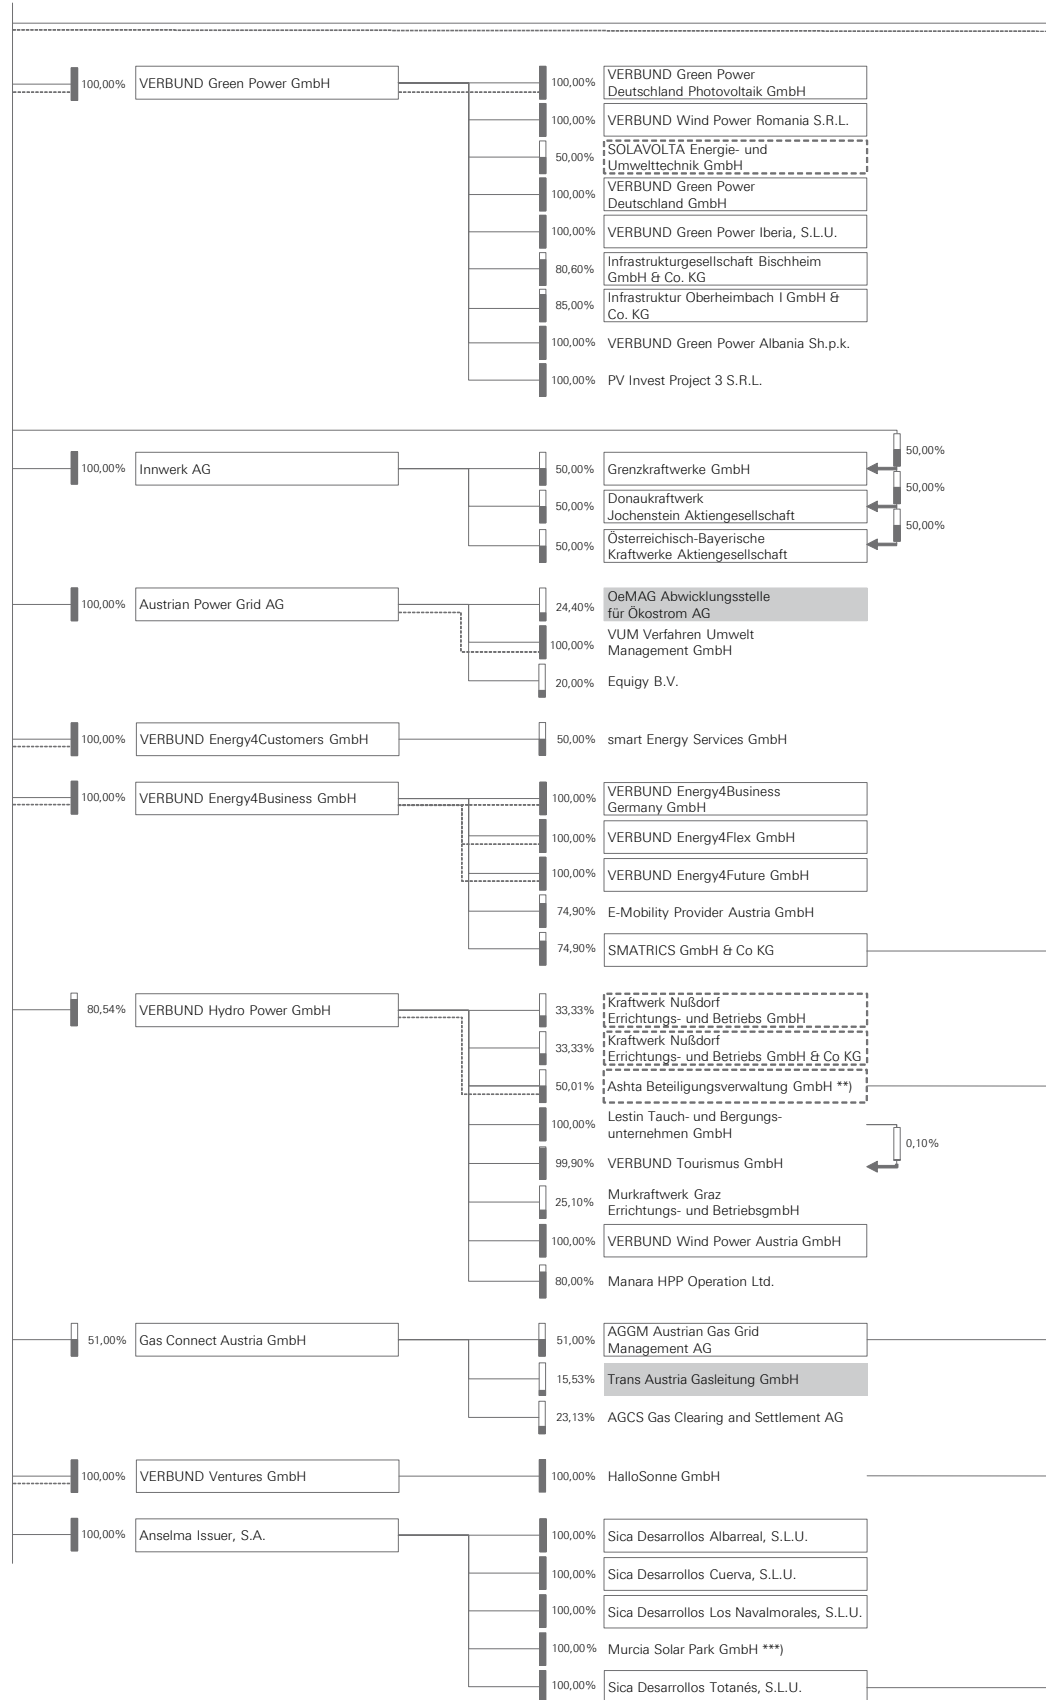 100,00% VERBUND Green Power GmbH
100,00% VERBUND Green Power
Deutschland Photovoltaik GmbH
100,00% VERBUND Wind Power Romania S.R.L.
50,00% SOLAVOLTA Energie- und
Umwelttechnik GmbH
100,00% VERBUND Green Power
Deutschland GmbH
100,00% VERBUND Green Power Iberia, S.L.U.
80,60% Infrastrukturgesellschaft Bischheim
GmbH & Co. KG
85,00% Infrastruktur Oberheimbach I GmbH &
Co. KG
100,00% VERBUND Green Power Albania Sh.p.k.
100,00% PV Invest Project 3 S.R.L.
50,00%
100,00% Innwerk AG
50,00% Grenzkraftwerke GmbH
50,00%
50,00% Donaukraftwerk
Jochenstein Aktiengesellschaft
50,00%
50,00% Österreichisch-Bayerische
Kraftwerke Aktiengesellschaft
100,00% Austrian Power Grid AG
24,40% OeMAG Abwicklungsstelle
für Ökostrom AG
100,00% VUM Verfahren Umwelt
Management GmbH
20,00% Equigy B.V.
100,00% VERBUND Energy4Customers GmbH
50,00% smart Energy Services GmbH
100,00% VERBUND Energy4Business GmbH
100,00% VERBUND Energy4Business
Germany GmbH
100,00% VERBUND Energy4Flex GmbH
100,00% VERBUND Energy4Future GmbH
74,90% E-Mobility Provider Austria GmbH
74,90% SMATRICS GmbH & Co KG
80,54% VERBUND Hydro Power GmbH
33,33% Kraftwerk Nußdorf
Errichtungs- und Betriebs GmbH
33,33% Kraftwerk Nußdorf
Errichtungs- und Betriebs GmbH & Co KG
50,01% Ashta Beteiligungsverwaltung GmbH **)
100,00% Lestin Tauch- und Bergungs-
unternehmen GmbH
0,10%
99,90% VERBUND Tourismus GmbH
25,10% Murkraftwerk Graz
Errichtungs- und BetriebsgmbH
100,00% VERBUND Wind Power Austria GmbH
80,00% Manara HPP Operation Ltd.
51,00% Gas Connect Austria GmbH
51,00% AGGM Austrian Gas Grid
Management AG
15,53% Trans Austria Gasleitung GmbH
23,13% AGCS Gas Clearing and Settlement AG
100,00% VERBUND Ventures GmbH
100,00% HalloSonne GmbH
100,00% Anselma Issuer, S.A.
100,00% Sica Desarrollos Albarreal, S.L.U.
100,00% Sica Desarrollos Cuerva, S.L.U.
100,00% Sica Desarrollos Los Navalmorales, S.L.U.
100,00% Murcia Solar Park GmbH ***)
100,00% Sica Desarrollos Totanés, S.L.U.